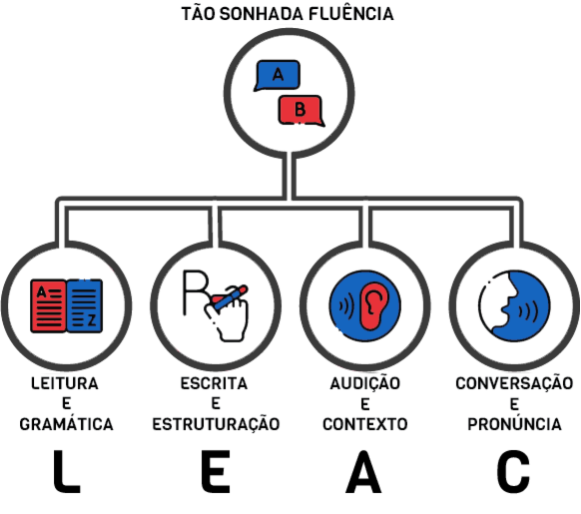 TÃO SONHADA FLUÊNCIA
A
B
A
Z
R
LEITURA
E
GRAMÁTICA
ESCRITA
E
ESTRUTURAÇÃO
AUDIÇÃO
E
CONTEXTO
CONVERSAÇÃO
E
PRONÚNCIA
L E A C